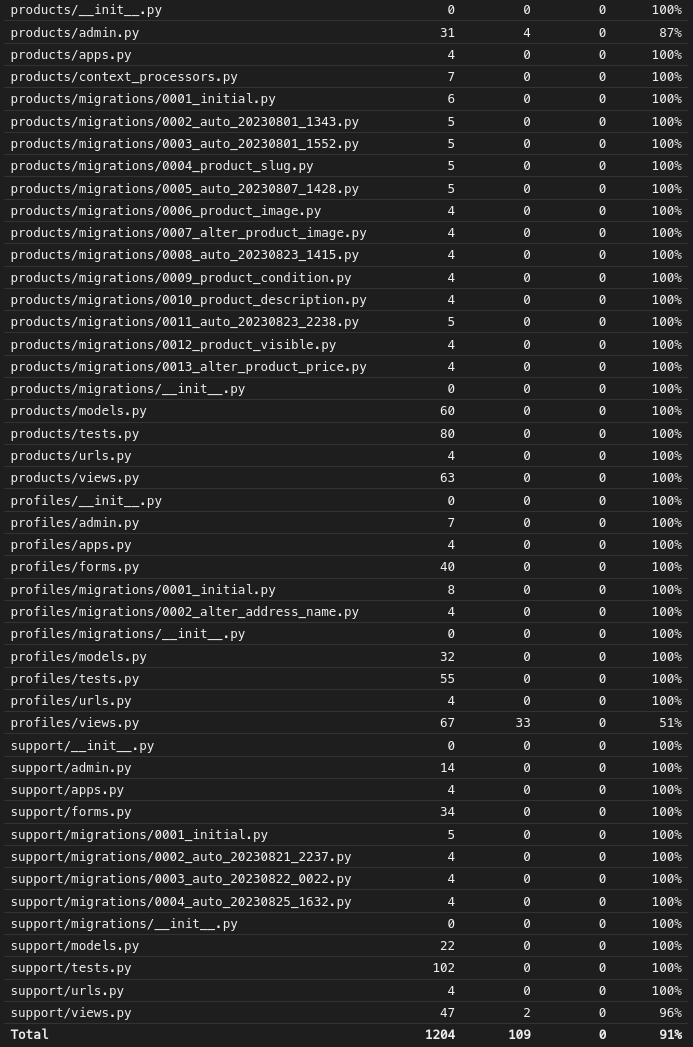 products/__init__.py 0 0 0 100%
products/admin.py 31 4 0 87%
products/apps.py 4 0 0 100%
products/context_processors.py 7 0 0 100%
products/migrations/0001_initial.py 6 0 0 100%
products/migrations/0002_auto_20230801_1343.py 5 0 0 100%
products/migrations/0003_auto_20230801_1552.py 5 0 0 100%
products/migrations/0004_product_slug.py 5 0 0 100%
products/migrations/0005_auto_20230807_1428.py 5 0 0 100%
products/migrations/0006_product_image.py 4 0 0 100%
products/migrations/0007_alter_product_image.py 4 0 0 100%
products/migrations/0008_auto_20230823_1415.py 4 0 0 100%
products/migrations/0009_product_condition.py 4 0 0 100%
products/migrations/0010_product_description.py 4 0 0 100%
products/migrations/0011_auto_20230823_2238.py 5 0 0 100%
products/migrations/0012_product_visible.py 4 0 0 100%
products/migrations/0013_alter_product_price.py 4 0 0 100%
products/migrations/__init__.py 0 0 0 100%
products/models.py 60 0 0 100%
products/tests.py 80 0 0 100%
products/urls.py 4 0 0 100%
products/views.py 63 0 0 100%
profiles/__init__.py 0 0 0 100%
profiles/admin.py 7 0 0 100%
profiles/apps.py 4 0 0 100%
profiles/forms.py 40 0 0 100%
profiles/migrations/0001_initial.py 8 0 0 100%
profiles/migrations/0002_alter_address_name.py 4 0 0 100%
profiles/migrations/__init__.py 0 0 0 100%
profiles/models.py 32 0 0 100%
profiles/tests.py 55 0 0 100%
profiles/urls.py 4 0 0 100%
profiles/views.py 67 33 0 51%
support/__init__.py 0 0 0 100%
support/admin.py 14 0 0 100%
support/apps.py 4 0 0 100%
support/forms.py 34 0 0 100%
support/migrations/0001_initial.py 5 0 0 100%
support/migrations/0002_auto_20230821_2237.py 4 0 0 100%
support/migrations/0003_auto_20230822_0022.py 4 0 0 100%
support/migrations/0004_auto_20230825_1632.py 4 0 0 100%
support/migrations/__init__.py 0 0 0 100%
support/models.py 22 0 0 100%
support/tests.py 102 0 0 100%
support/urls.py 4 0 0 100%
support/views.py 47 2 0 96%
Total 1204 109 0 91%